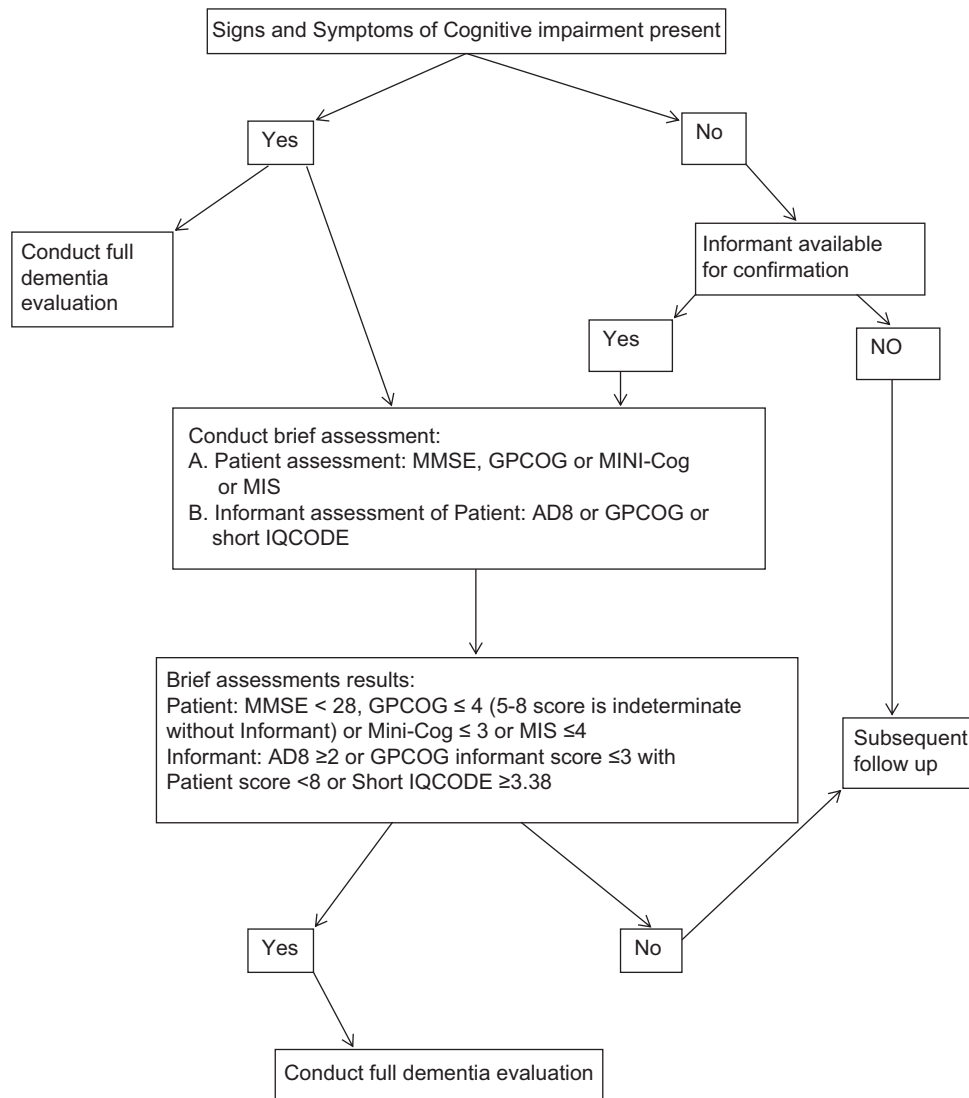 Signs and Symptoms of Cognitive impairment present
Yes
No
Conduct full
dementia
evaluation
Informant available
for confirmation
Yes
NO
Conduct brief assessment:
A. Patient assessment: MMSE, GPCOG or MINI-Cog
or MIS
B. Informant assessment of Patient: AD8 or GPCOG or
short IQCODE
Brief assessments results:
Patient: MMSE < 28, GPCOG ≤ 4 (5-8 score is indeterminate
without Informant) or Mini-Cog ≤ 3 or MIS ≤4
Informant: AD8 ≥2 or GPCOG informant score ≤3 with
Patient score <8 or Short IQCODE ≥3.38
Subsequent
follow up
Yes
No
Conduct full dementia evaluation